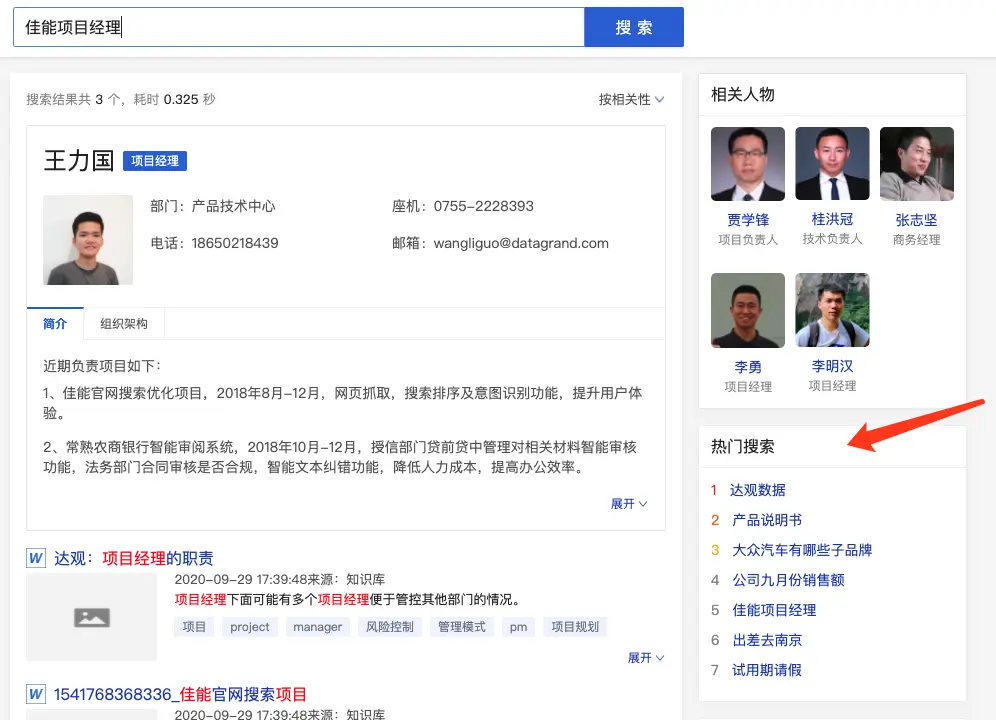 佳能项目经理
搜 索
搜索结果共 3 个，耗时 0.325 秒
按相关性
王力国 项目经理
部门：产品技术中心
座机：0755-2228393
电话：18650218439
邮箱：wangliguo@datagrand.com
简介
组织架构
近期负责项目如下：
1、佳能官网搜索优化项目，2018年8月-12月，网页抓取，搜索排序及意图识别功能，提升用户体
验。
2、常熟农商银行智能审阅系统，2018年10月-12月，授信部门贷前贷中管理对相关材料智能审核
功能，法务部门合同审核是否合规，智能文本纠错功能，降低人力成本，提高办公效率。
展开
W 达观：项目经理的职责
2020-09-29 17:39:48来源：知识库
项目经理下面可能有多个项目经理便于管控其他部门的情况。
项目 project manager 风险控制 管理模式 pm 项目规划
展开
W 1541768368336_佳能官网搜索项目
2020-09-29 17:39:48来源：知识库
相关人物
贾学锋 桂洪冠 张志坚
项目负责人 技术负责人 商务经理
李勇 李明汉
项目经理 项目经理
热门搜索
1 达观数据
2 产品说明书
3 大众汽车有哪些子品牌
4 公司九月份销售额
5 佳能项目经理
6 出差去南京
7 试用期请假